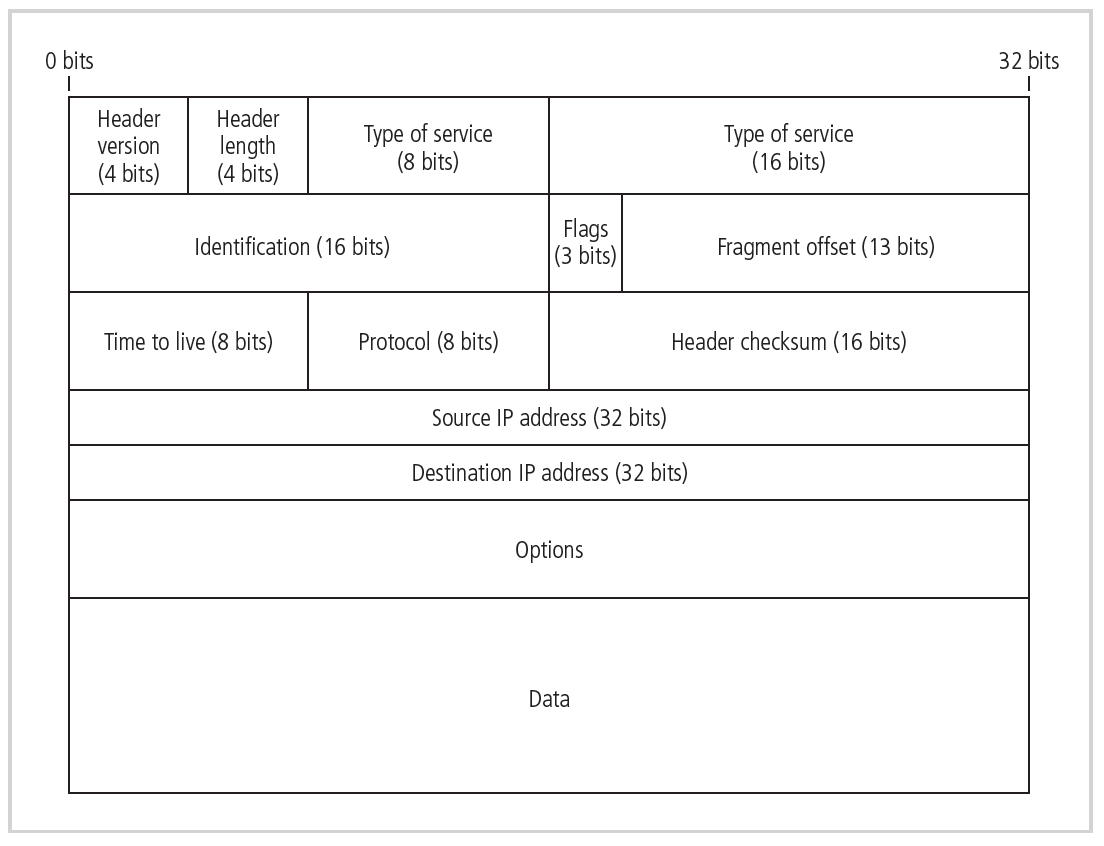 0 bits
32 bits
Header
version
(4 bits)
Header
length
(4 bits)
Type of service
(8 bits)
Type of service
(16 bits)
Identification (16 bits)
Flags
(3 bits)
Fragment offset (13 bits)
Time to live (8 bits)
Protocol (8 bits)
Header checksum (16 bits)
Source IP address (32 bits)
Destination IP address (32 bits)
Options
Data